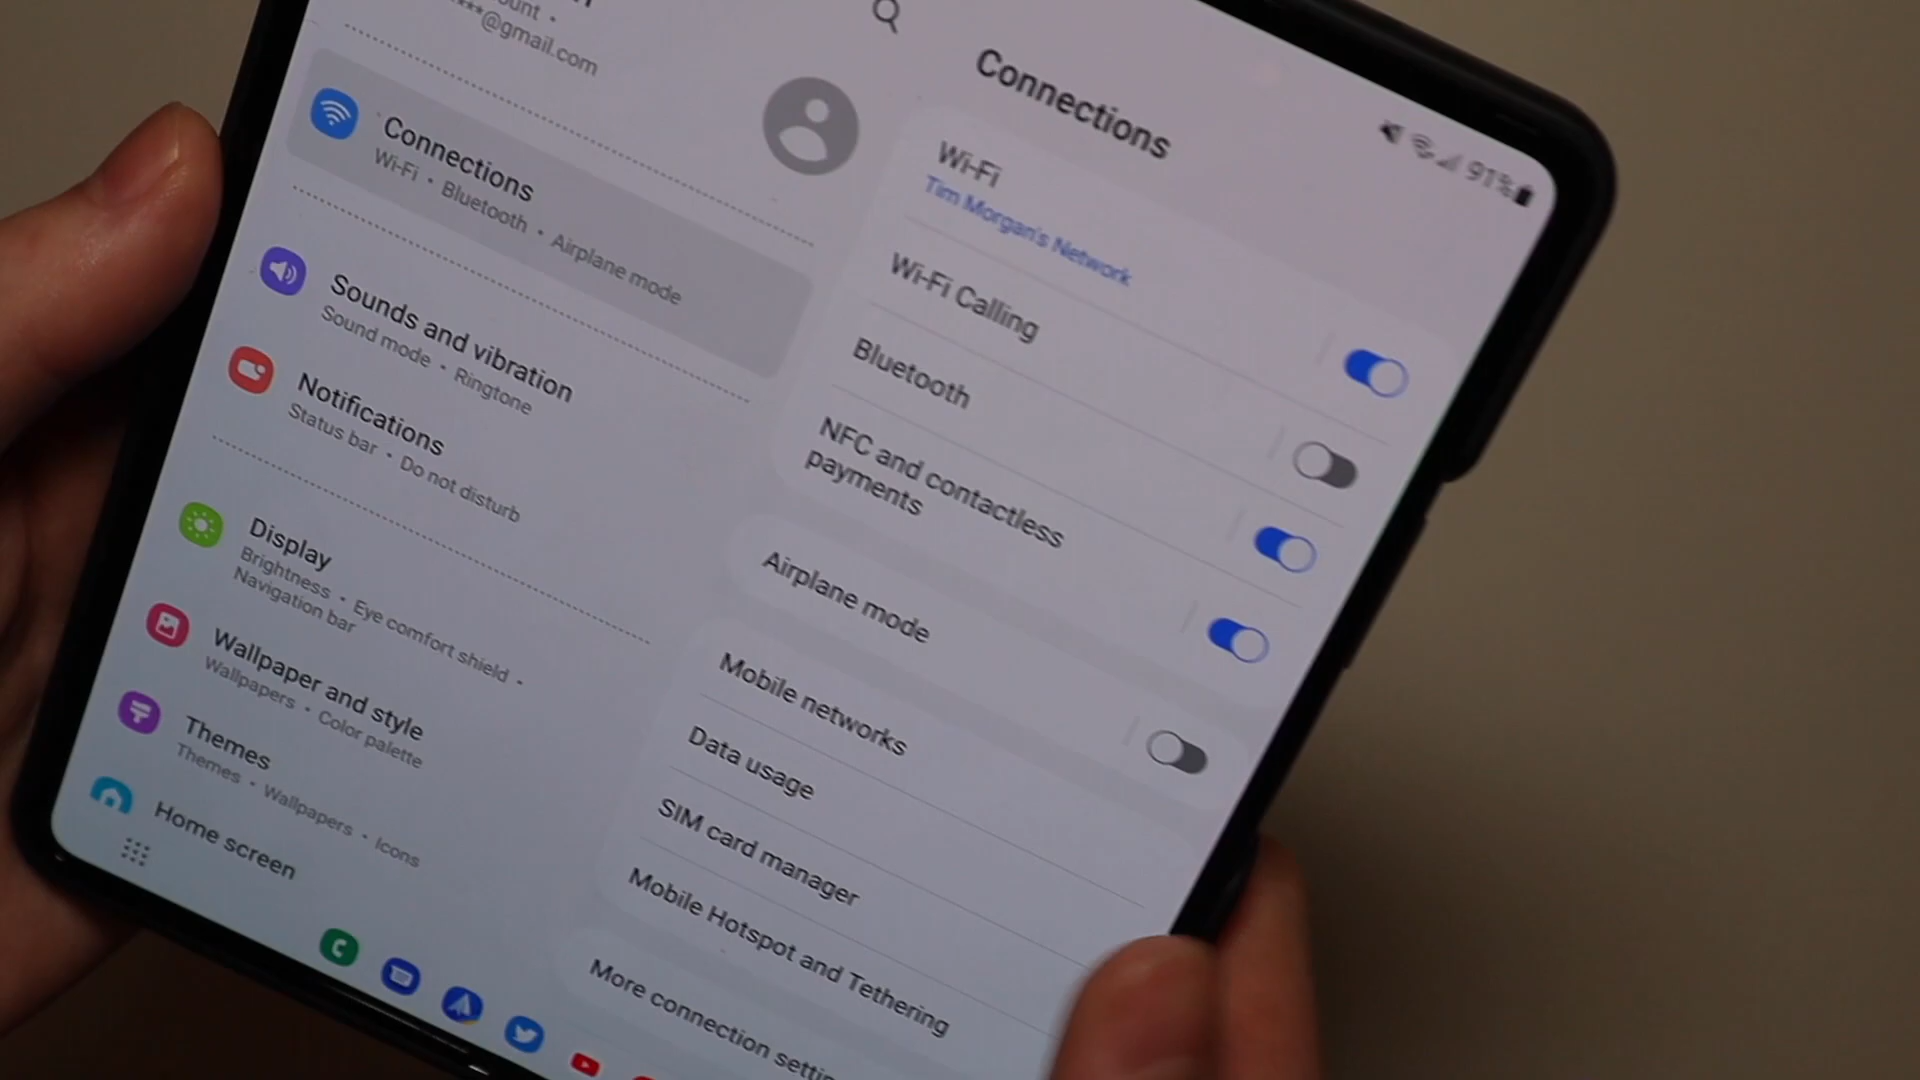 @gmail.com
Connections
Wi-Fi • Bluetooth • Airplane mode
Sounds and vibration
Sound mode • Ringtone
Notifications
Status bar • Do not disturb
Display
Brightness • Eye comfort shield •
Navigation bar
Wallpaper and style
Wallpapers • Color palette
Themes
Themes • Wallpapers • Icons
Home screen
91%
Connections
Wi-Fi
Tim Morgan's Network
Wi-Fi Calling
Bluetooth
NFC and contactless
payments
Airplane mode
Mobile networks
Data usage
SIM card manager
Mobile Hotspot and Tethering
More connection